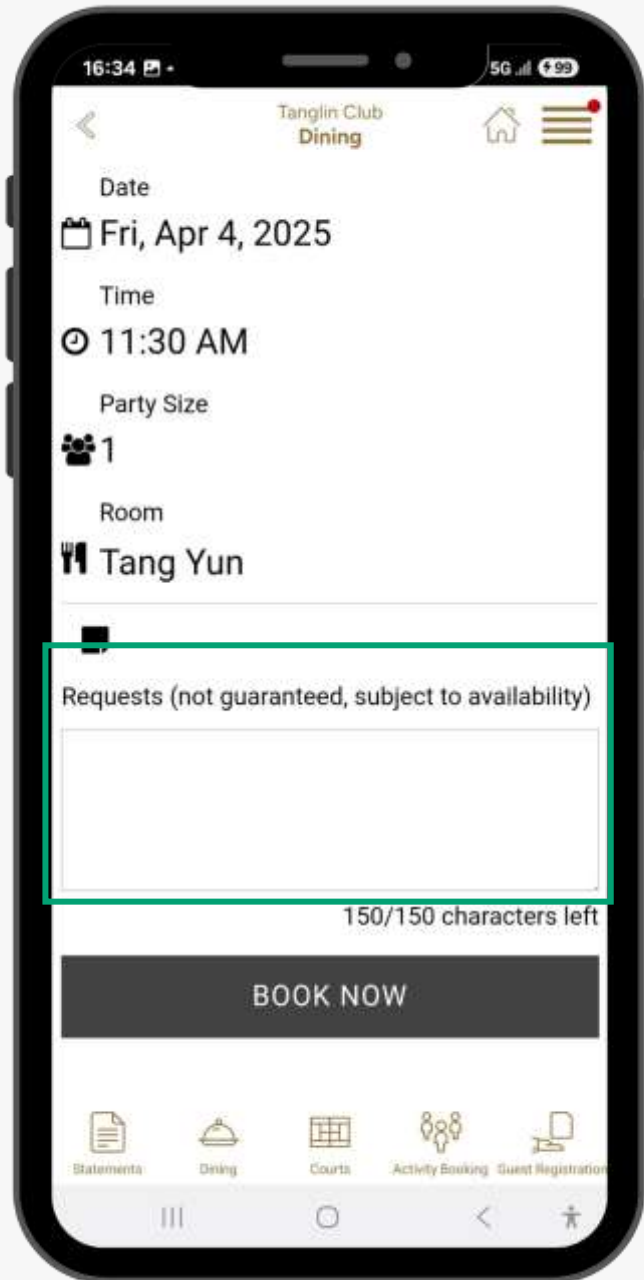 16:34
5G 99
Tanglin Club
Dining
Date
Fri, Apr 4, 2025
Time
11:30 AM
Party Size
1
Room
Tang Yun
Requests (not guaranteed, subject to availability)
150/150 characters left
BOOK NOW
Statements Dining Courts Activity Booking Guest Registration